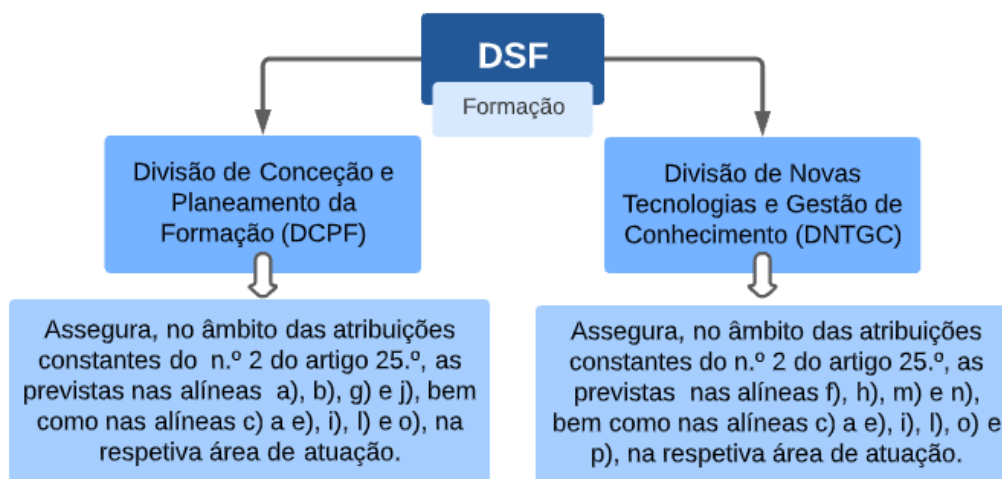 DSF
Formação
Divisão de Conceção e
Planeamento da
Formação (DCPF)
Divisão de Novas
Tecnologias e Gestão de
Conhecimento (DNTGC)
Assegura, no âmbito das atribuições
constantes do n.º 2 do artigo 25.º, as
previstas nas alíneas a), b), g) e j), bem
como nas alíneas c) a e), i), l) e o), na
respetiva área de atuação.
Assegura, no âmbito das atribuições
constantes do n.º 2 do artigo 25.º, as
previstas nas alíneas f), h), m) e n),
bem como nas alíneas c) a e), i), l), o) e
p), na respetiva área de atuação.